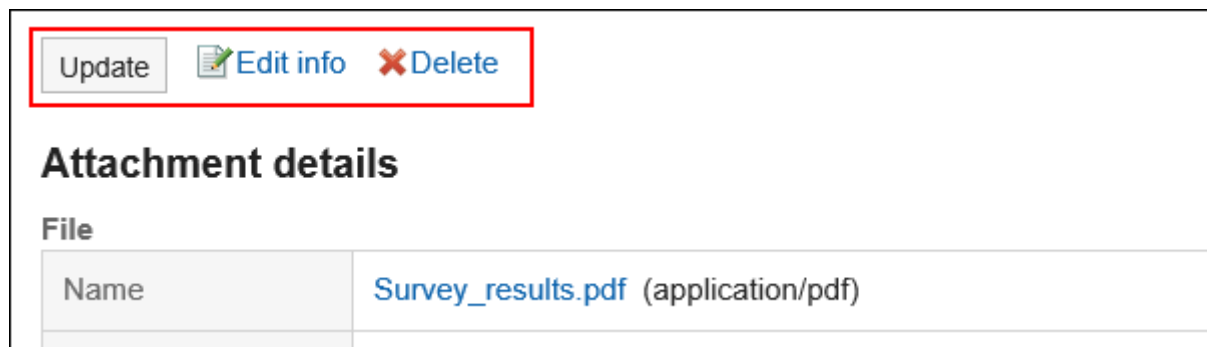 Update Edit info Delete
Attachment details
File
Name Survey_results.pdf (application/pdf)